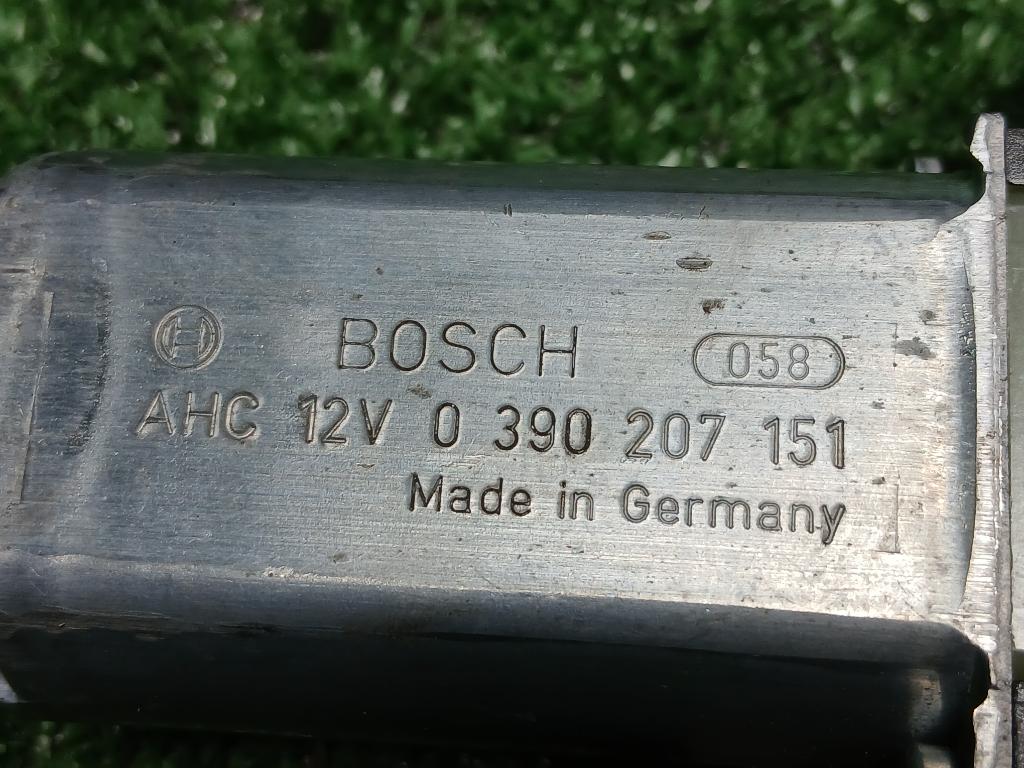 BOSCH 058
AHC 12V 0 390 207 151
Made in Germany